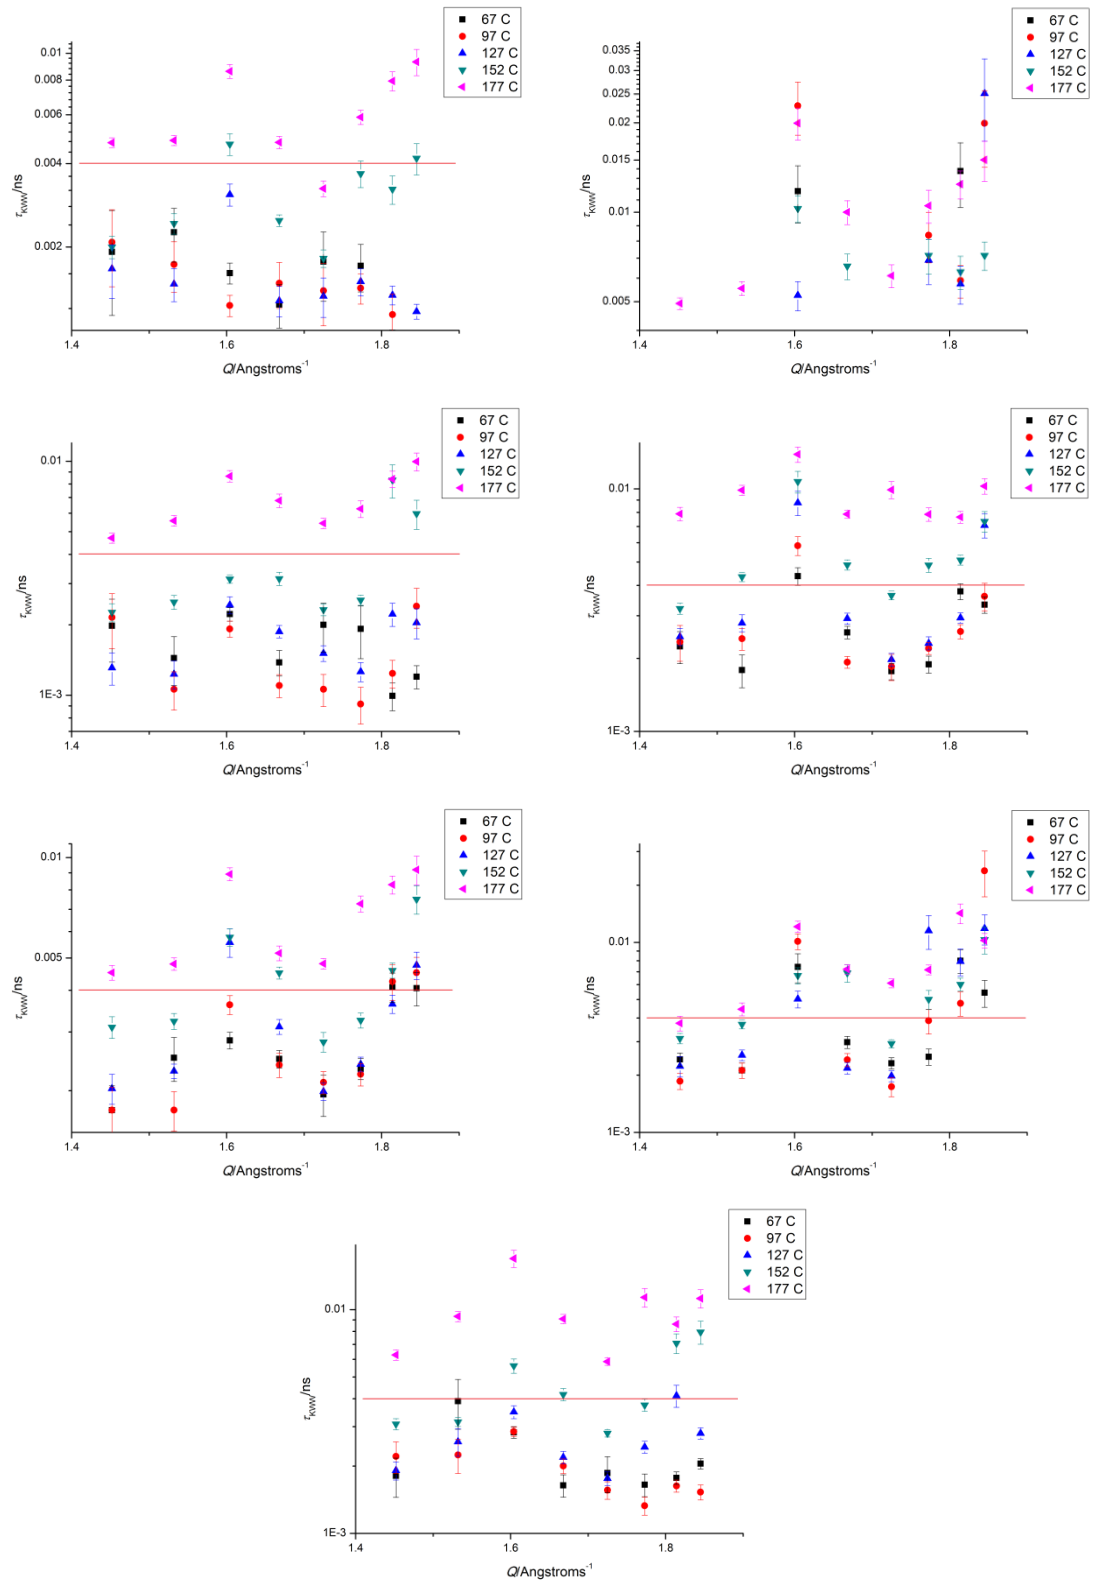 67 C
97 C
127 C
152 C
177 C
0.01
0.008
0.006
0.004
0.002
τKWW/ns
1.4
1.6
1.8
Q/Angstroms-1
67 C
97 C
127 C
152 C
177 C
0.035
0.03
0.025
0.02
0.015
0.01
0.005
τKWW/ns
1.4
1.6
1.8
Q/Angstroms-1
67 C
97 C
127 C
152 C
177 C
0.01
1E-3
τKWW/ns
1.4
1.6
1.8
Q/Angstroms-1
67 C
97 C
127 C
152 C
177 C
0.01
1E-3
τKWW/ns
1.4
1.6
1.8
Q/Angstroms-1
67 C
97 C
127 C
152 C
177 C
0.01
0.005
τKWW/ns
1.4
1.6
1.8
Q/Angstroms-1
67 C
97 C
127 C
152 C
177 C
0.01
1E-3
τKWW/ns
1.4
1.6
1.8
Q/Angstroms-1
67 C
97 C
127 C
152 C
177 C
0.01
1E-3
τKWW/ns
1.4
1.6
1.8
Q/Angstroms-1